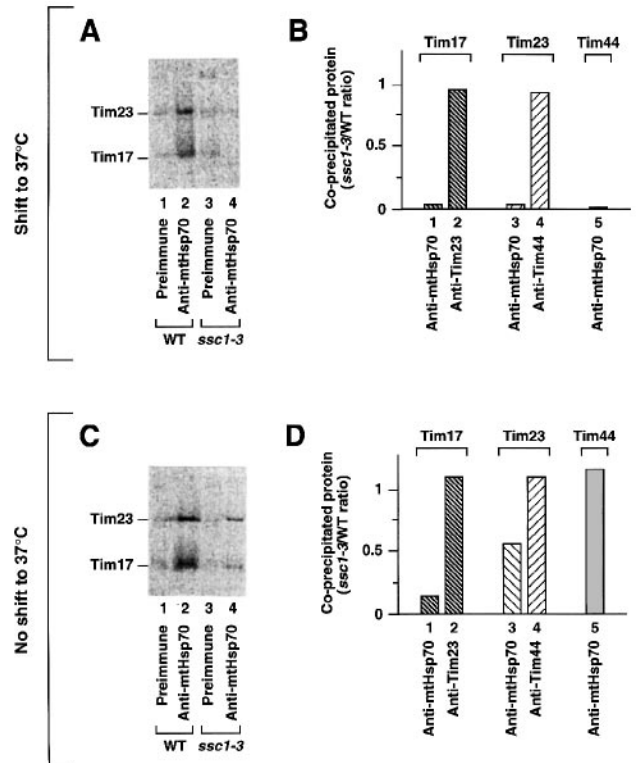 Shift to 37°C
A
Tim23
Tim17
1 2 3 4
Preimmune
Anti-mtHsp70
Preimmune
Anti-mtHsp70
WT ssc1-3
B
Tim17 Tim23 Tim44
Co-precipitated protein
(ssc1-3/WT ratio)
1
0.5
0
1 2 3 4 5
Anti-mtHsp70
Anti-Tim23
Anti-mtHsp70
Anti-Tim44
Anti-mtHsp70
No shift to 37°C
C
Tim23
Tim17
1 2 3 4
Preimmune
Anti-mtHsp70
Preimmune
Anti-mtHsp70
WT ssc1-3
D
Tim17 Tim23 Tim44
Co-precipitated protein
(ssc1-3/WT ratio)
1
0.5
0
1 2 3 4 5
Anti-mtHsp70
Anti-Tim23
Anti-mtHsp70
Anti-Tim44
Anti-mtHsp70